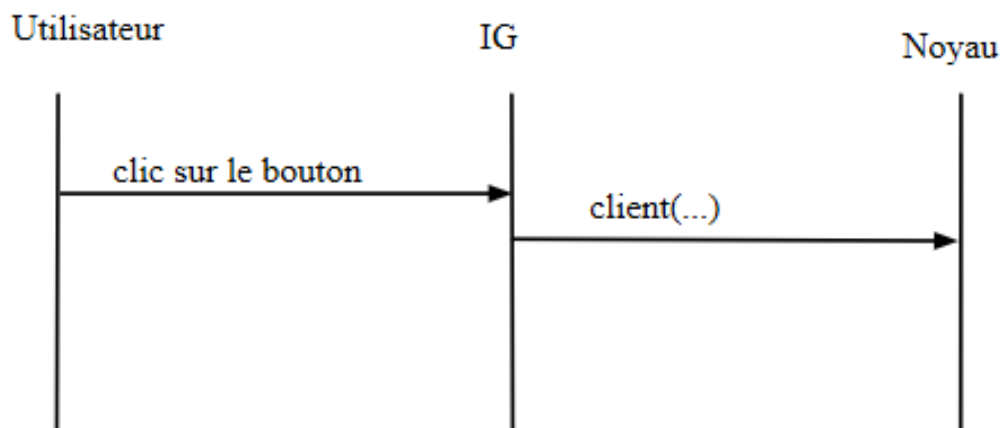 Utilisateur
IG
Noyau
clic sur le bouton
client(...)